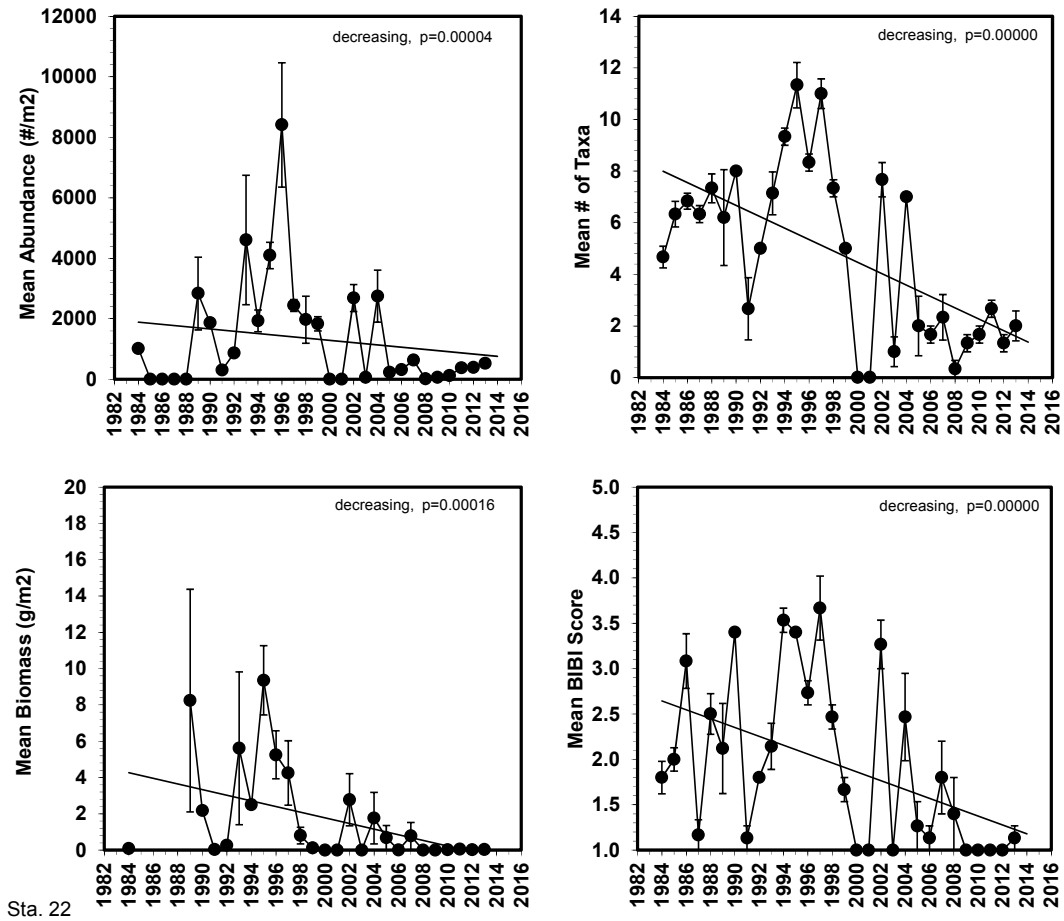 decreasing, p=0.00004
Mean Abundance (#/m2)
12000
10000
8000
6000
4000
2000
0
1982 1984 1986 1988 1990 1992 1994 1996 1998 2000 2002 2004 2006 2008 2010 2012 2014 2016
decreasing, p=0.00000
Mean # of Taxa
14
12
10
8
6
4
2
0
1982 1984 1986 1988 1990 1992 1994 1996 1998 2000 2002 2004 2006 2008 2010 2012 2014 2016
decreasing, p=0.00016
Mean Biomass (g/m2)
20
18
16
14
12
10
8
6
4
2
0
1982 1984 1986 1988 1990 1992 1994 1996 1998 2000 2002 2004 2006 2008 2010 2012 2014 2016
decreasing, p=0.00000
Mean BIBI Score
5.0
4.5
4.0
3.5
3.0
2.5
2.0
1.5
1.0
1982 1984 1986 1988 1990 1992 1994 1996 1998 2000 2002 2004 2006 2008 2010 2012 2014 2016
Sta. 22